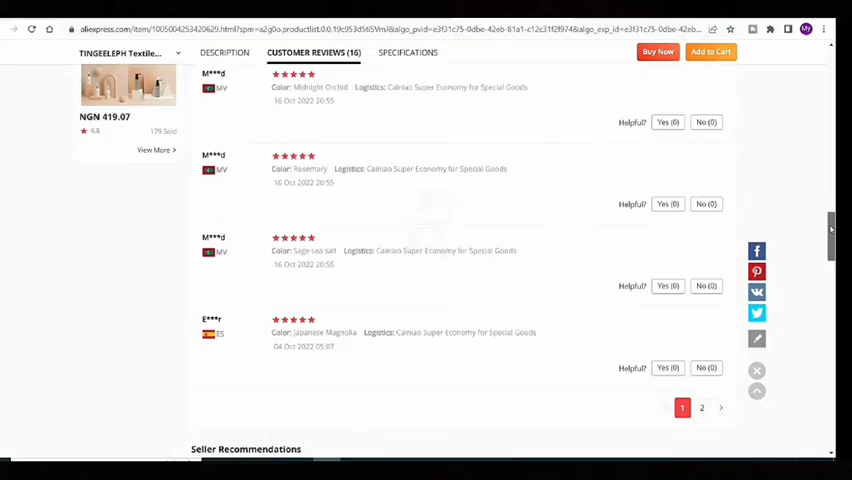 aliexpress.com/item/1005004253420629.html?spm=a2g0o.productlist.0.0.19c953d565VmJ&algo_pvid=e3f31c75-0dbe-42eb-81a1-c12c31f2f974&algo_exp_id=e3f31c75-0dbe-42eb...
TINGEELEPH Textile...
DESCRIPTION
CUSTOMER REVIEWS (16)
SPECIFICATIONS
Buy Now
Add to Cart
NGN 419.07
4.8
179 Sold
View More >
M***d
MV
Color: Midnight Orchid Logistics: Cainiao Super Economy for Special Goods
16 Oct 2022 20:55
Helpful? Yes (0) No (0)
M***d
MV
Color: Rosemary Logistics: Cainiao Super Economy for Special Goods
16 Oct 2022 20:55
Helpful? Yes (0) No (0)
M***d
MV
Color: Sage sea salt Logistics: Cainiao Super Economy for Special Goods
16 Oct 2022 20:55
Helpful? Yes (0) No (0)
E***r
ES
Color: Japanese Magnolia Logistics: Cainiao Super Economy for Special Goods
04 Oct 2022 05:07
Helpful? Yes (0) No (0)
1 2 >
Seller Recommendations